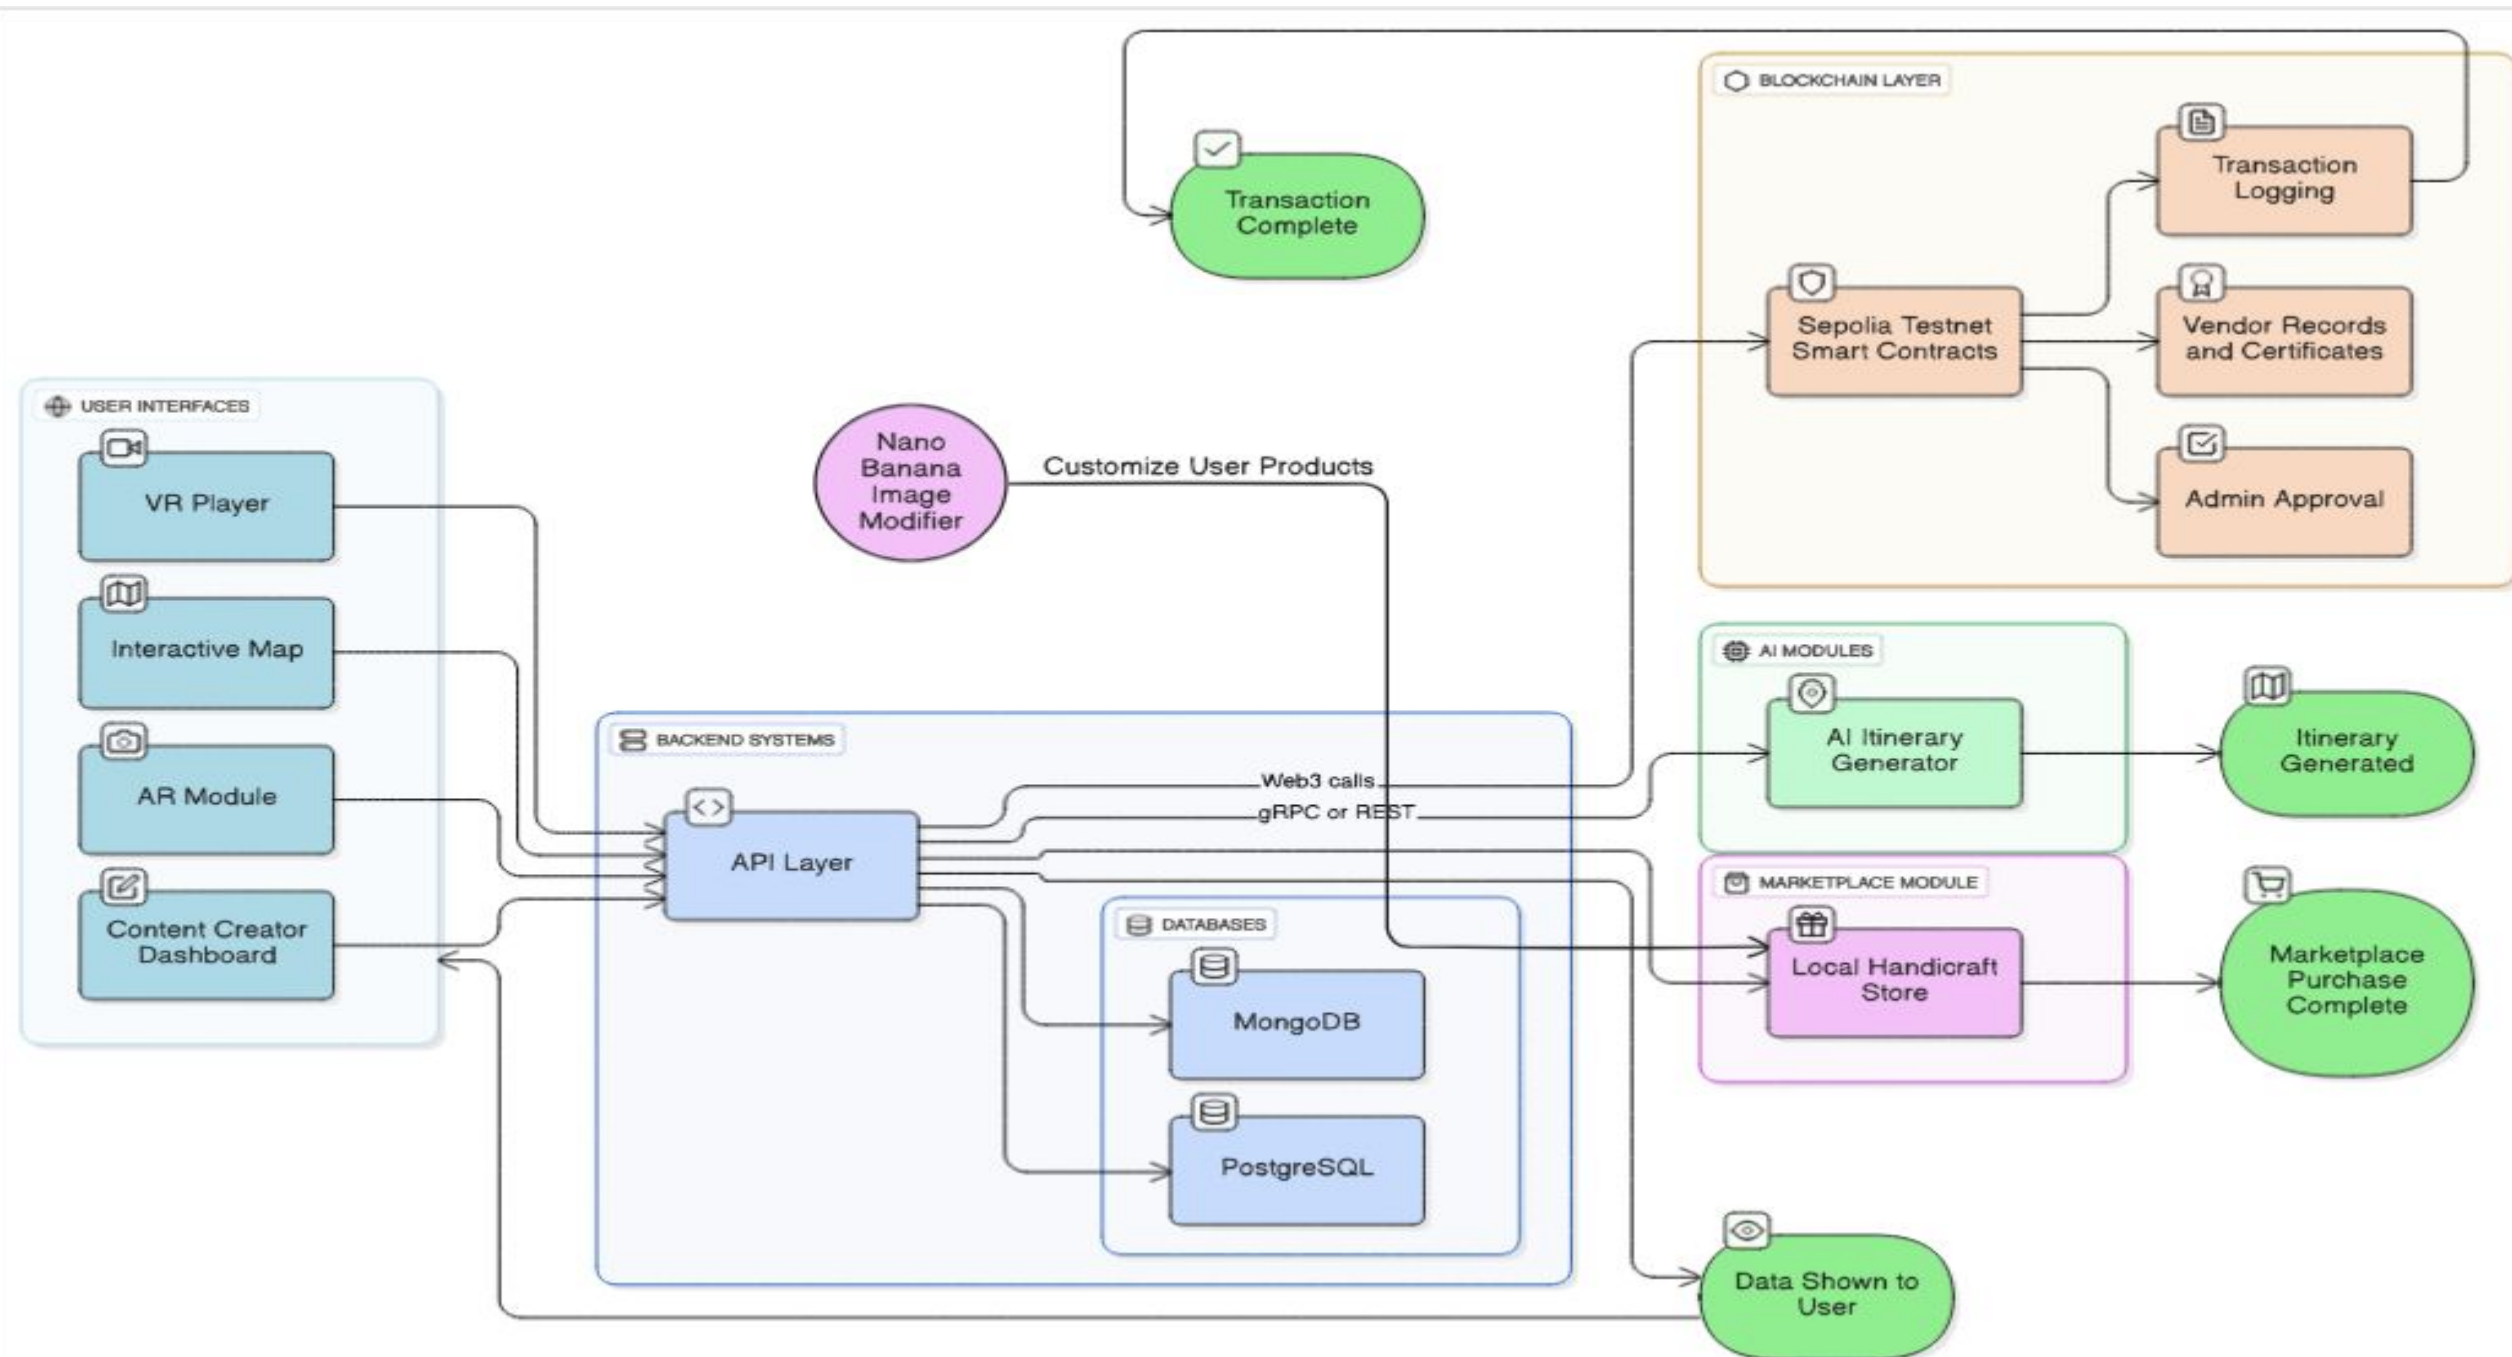 BLOCKCHAIN LAYER
Transaction
Logging
Transaction
Complete
Sepolia Testnet
Smart Contracts
Vendor Records
and Certificates
Admin Approval
USER INTERFACES
VR Player
Interactive Map
AR Module
Content Creator
Dashboard
Nano
Banana
Image
Modifier
Customize User Products
BACKEND SYSTEMS
API Layer
Web3 calls
gRPC or REST
DATABASES
MongoDB
PostgreSQL
AI MODULES
AI Itinerary
Generator
Itinerary
Generated
MARKETPLACE MODULE
Local Handicraft
Store
Marketplace
Purchase
Complete
Data Shown to
User